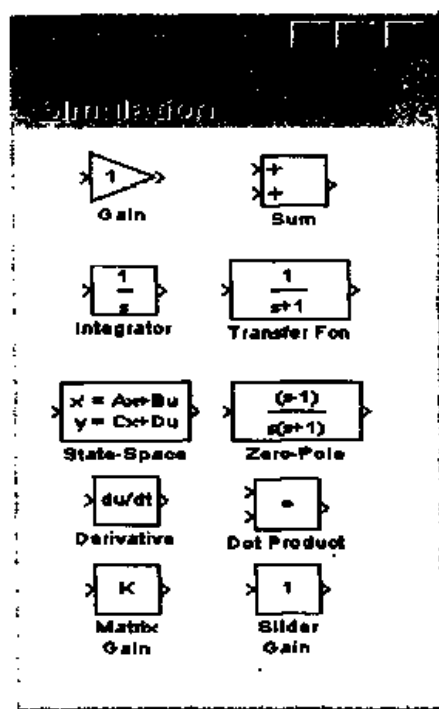 Simulation
1
Gain
+
+
Sum
1
s
Integrator
1
s+1
Transfer Fcn
x' = Ax+Bu
y = Cx+Du
State-Space
(s-1)
s(s+1)
Zero-Pole
du/dt
Derivative
Dot Product
K
Matrix
Gain
1
Slider
Gain